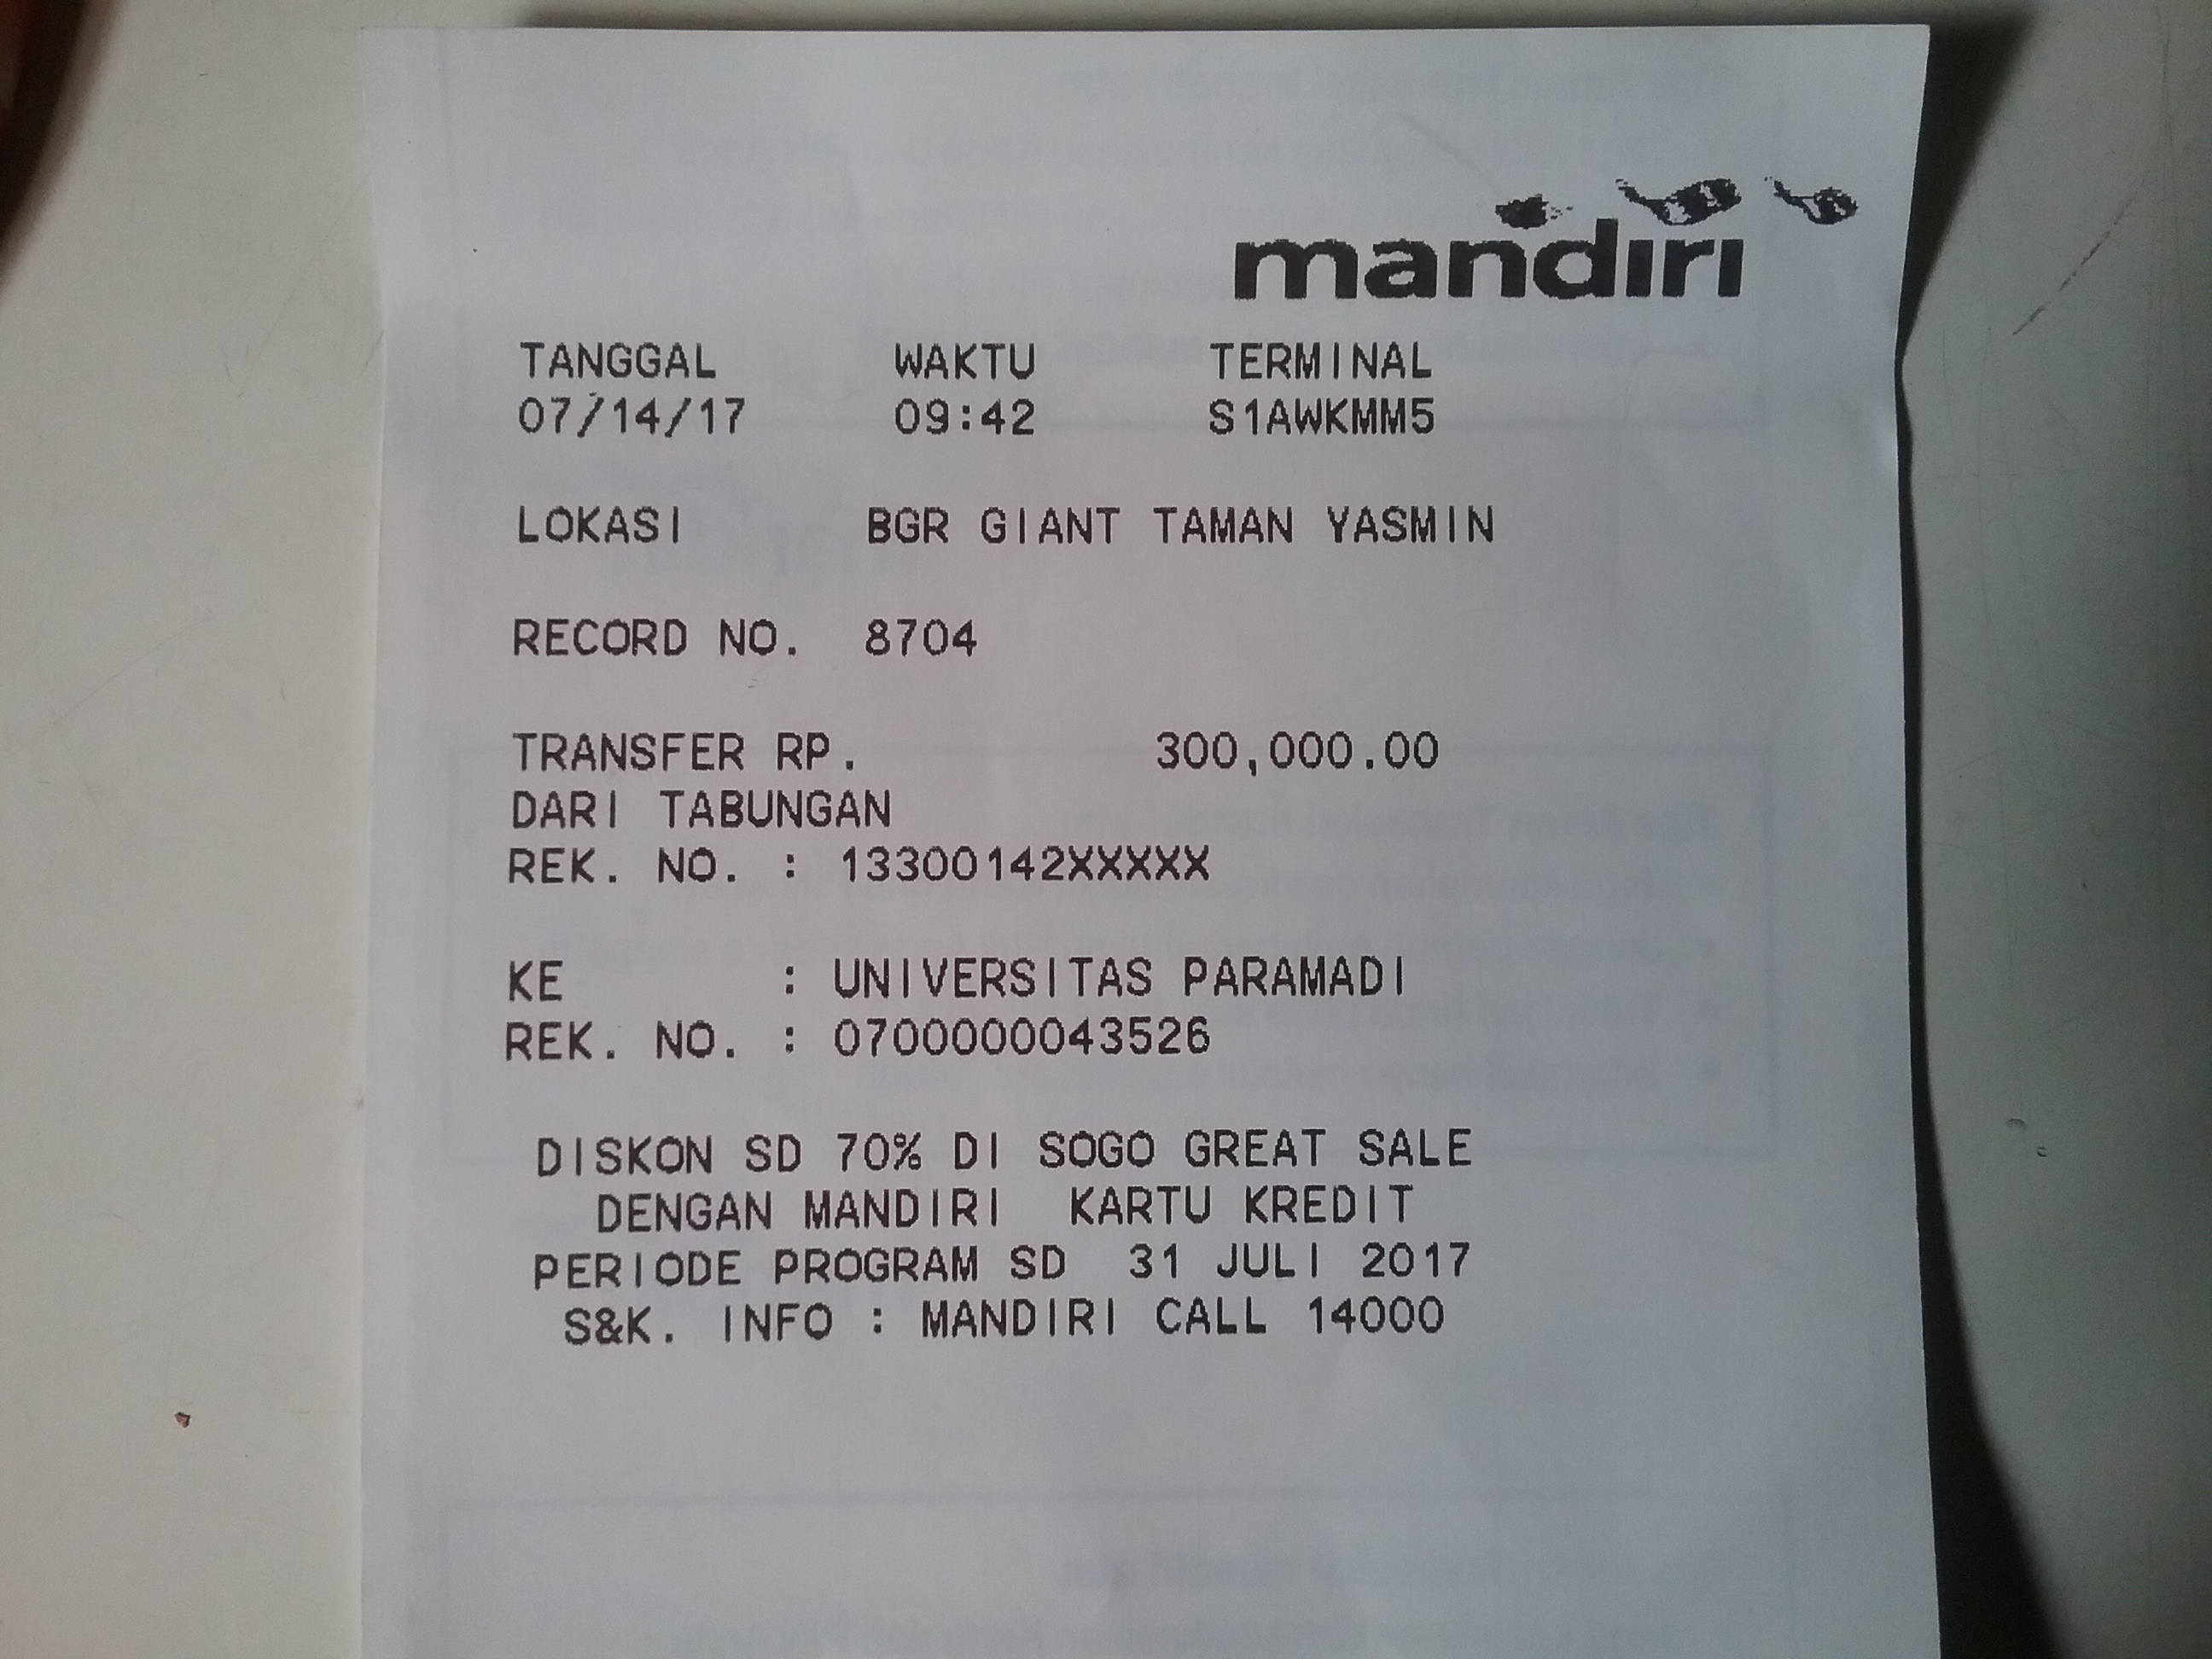 mandiri
TANGGAL WAKTU TERMINAL
07/14/17 09:42 S1AWKMM5
LOKASI BGR GIANT TAMAN YASMIN
RECORD NO. 8704
TRANSFER RP. 300,000.00
DARI TABUNGAN
REK. NO. : 13300142XXXXX
KE : UNIVERSITAS PARAMADI
REK. NO. : 0700000043526
DISKON SD 70% DI SOGO GREAT SALE
DENGAN MANDIRI KARTU KREDIT
PERIODE PROGRAM SD 31 JULI 2017
S&K. INFO : MANDIRI CALL 14000